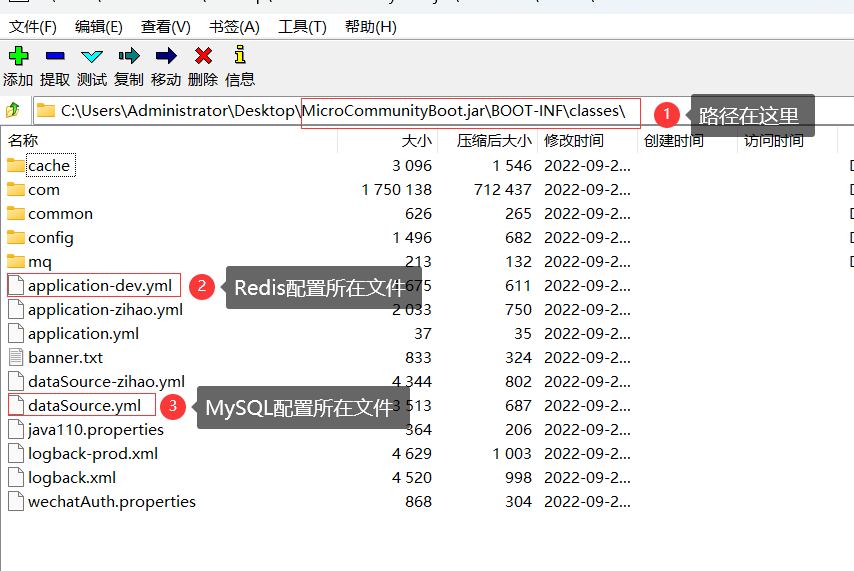 文件(F) 编辑(E) 查看(V) 书签(A) 工具(T) 帮助(H)
添加 提取 测试 复制 移动 删除 信息
C:\Users\Administrator\Desktop\MicroCommunityBoot.jar\BOOT-INF\classes\ 1 路径在这里
名称 大小 压缩后大小 修改时间 创建时间 访问时间
cache 3 096 1 546 2022-09-2...
com 1 750 138 712 437 2022-09-2...
common 626 265 2022-09-2...
config 1 496 682 2022-09-2...
mq 213 132 2022-09-2...
application-dev.yml 2 Redis配置所在文件 675 611 2022-09-2...
application-zihao.yml 2 033 750 2022-09-2...
application.yml 37 35 2022-09-2...
banner.txt 833 324 2022-09-2...
dataSource-zihao.yml 4 344 802 2022-09-2...
dataSource.yml 3 MySQL配置所在文件 3 513 687 2022-09-2...
java110.properties 364 206 2022-09-2...
logback-prod.xml 4 629 1 003 2022-09-2...
logback.xml 4 520 998 2022-09-2...
wechatAuth.properties 868 304 2022-09-2...